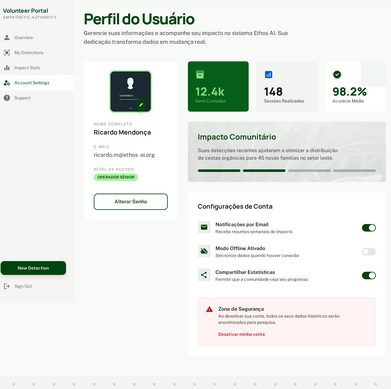 Volunteer Portal
EMPATHETIC AUTHORITY
Overview
My Detections
Impact Stats
Account Settings
Support
New Detection
Sign Out
Perfil do Usuário
Gerencie suas informações e acompanhe seu impacto no sistema Ethos AI. Sua
dedicação transforma dados em mudança real.
NOME COMPLETO
Ricardo Mendonça
E-MAIL
ricardo.m@ethos-ai.org
NÍVEL DE ACESSO
OPERADOR SÊNIOR
Alterar Senha
12.4k
Itens Contados
148
Sessões Realizadas
98.2%
Acurácia Média
Impacto Comunitário
Suas detecções recentes ajudaram a otimizar a distribuição
de cestas orgânicas para 45 novas famílias no setor leste.
Configurações de Conta
Notificações por Email
Receba resumos semanais de impacto
Modo Offline Ativado
Sincronize dados quando houver conexão
Compartilhar Estatísticas
Permitir que a comunidade veja seu progresso
Zona de Segurança
Ao desativar sua conta, todos os seus dados históricos serão
anonimizados para pesquisa.
Desativar minha conta